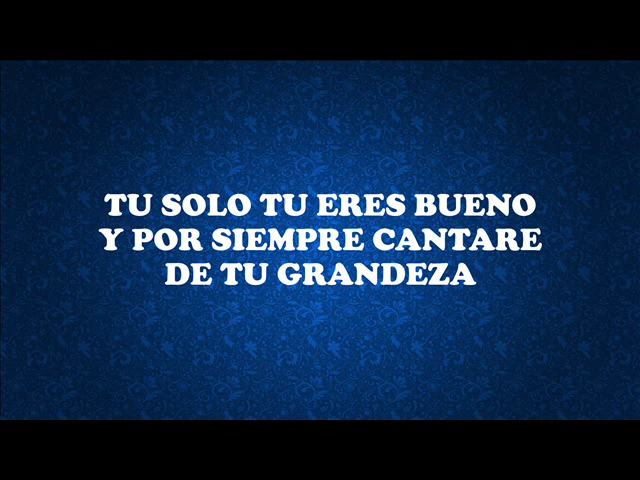 TU SOLO TU ERES BUENO
Y POR SIEMPRE CANTARE
DE TU GRANDEZA